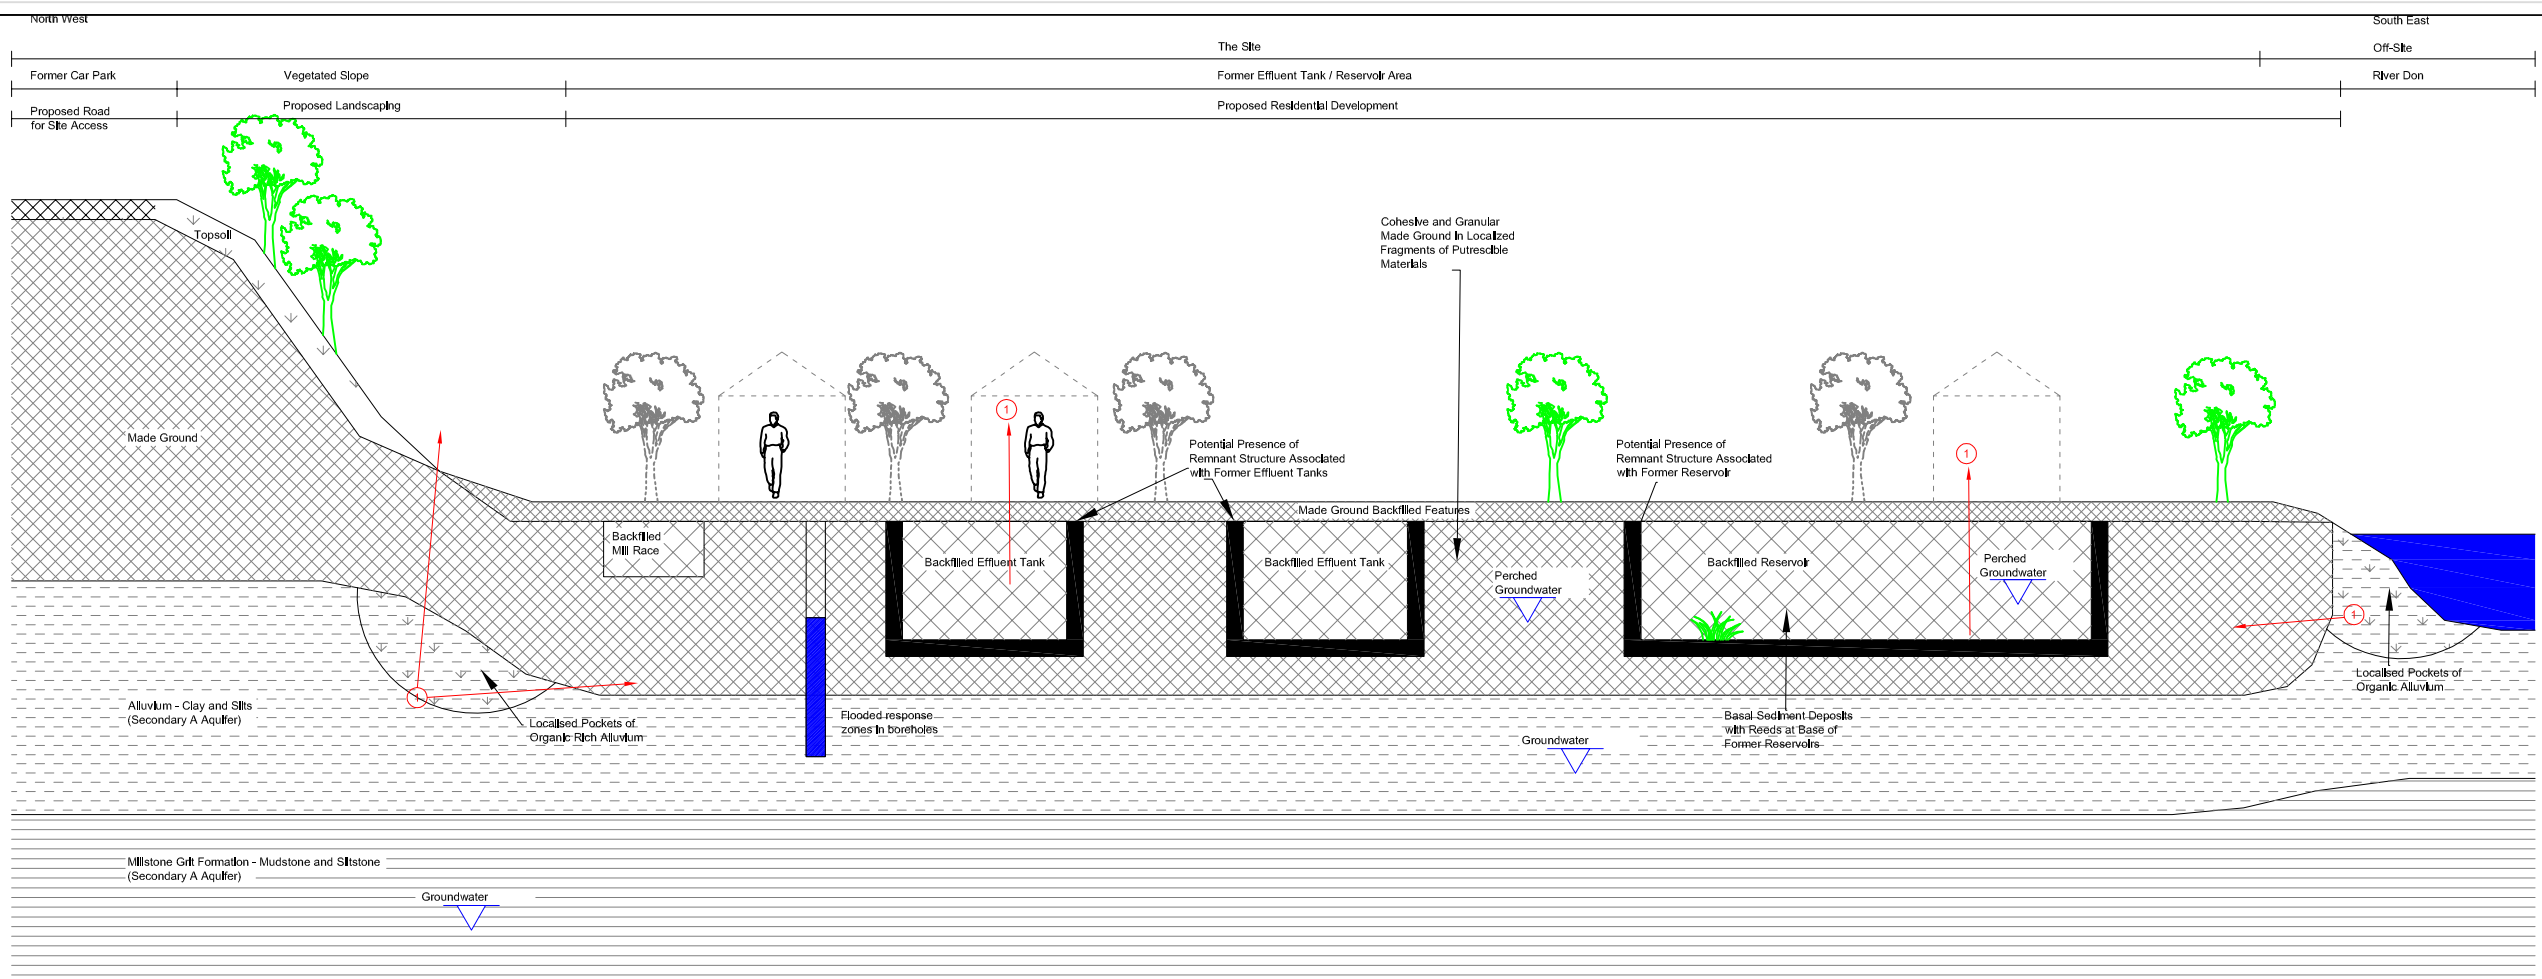 North West
South East
The Site
Off-Site
Former Car Park
Vegetated Slope
Former Effluent Tank / Reservoir Area
River Don
Proposed Road
for Site Access
Proposed Landscaping
Proposed Residential Development
Topsoil
Cohesive and Granular
Made Ground in Localized
Fragments of Putrescible
Materials
Made Ground
1
1
Potential Presence of
Remnant Structure Associated
with Former Effluent Tanks
Potential Presence of
Remnant Structure Associated
with Former Reservoir
Made Ground Backfilled Features
Backfilled
Mill Race
Backfilled Effluent Tank
Backfilled Effluent Tank
Perched
Groundwater
Backfilled Reservoir
Perched
Groundwater
1
1
Localised Pockets of
Organic Alluvium
Alluvium - Clay and Silts
(Secondary A Aquifer)
Localised Pockets of
Organic Rich Alluvium
Flooded response
zones in boreholes
Groundwater
Basal Sediment Deposits
with Reeds at Base of
Former Reservoirs
Millstone Grit Formation - Mudstone and Siltstone
(Secondary A Aquifer)
Groundwater